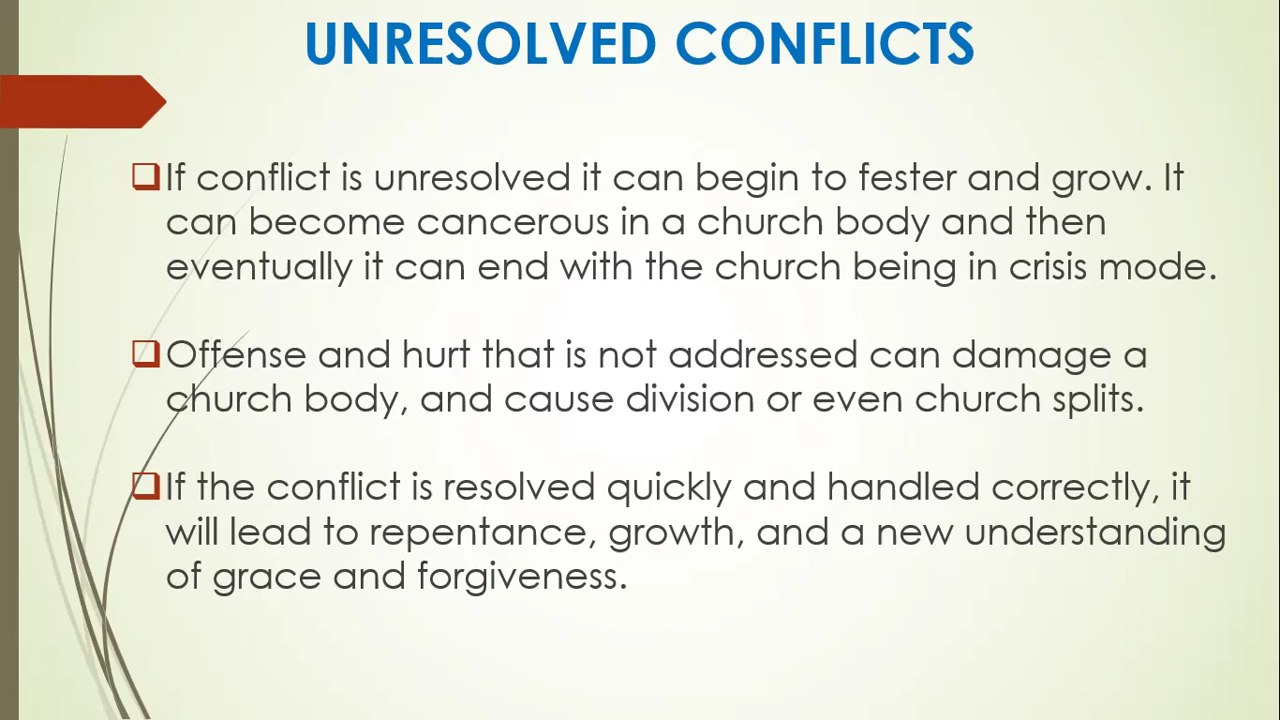 UNRESOLVED CONFLICTS
If conflict is unresolved it can begin to fester and grow. It
can become cancerous in a church body and then
eventually it can end with the church being in crisis mode.
Offense and hurt that is not addressed can damage a
church body, and cause division or even church splits.
If the conflict is resolved quickly and handled correctly, it
will lead to repentance, growth, and a new understanding
of grace and forgiveness.